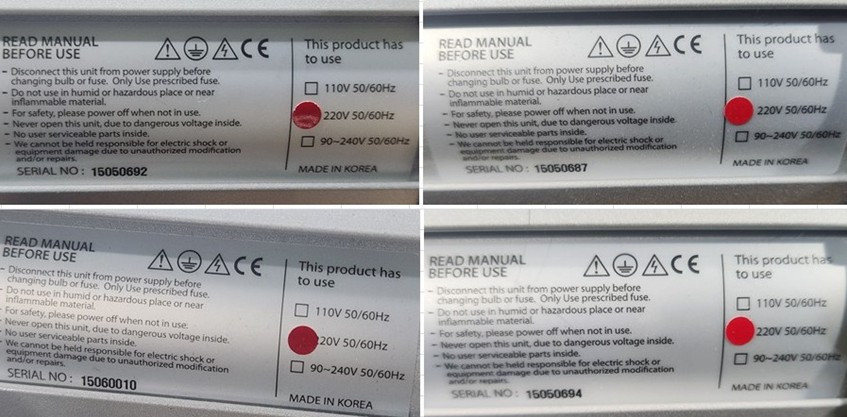 READ MANUAL
BEFORE USE
CE
- Disconnect this unit from power supply before
changing bulb or fuse. Only Use prescribed fuse.
- Do not use in humid or hazardous place or near
inflammable material.
- For safety, please power off when not in use.
- Never open this unit, due to dangerous voltage inside.
- No user serviceable parts inside.
- We cannot be held responsible for electric shock or
equipment damage due to unauthorized modification
and/or repairs.
SERIAL NO : 15050692
This product has
to use
110V 50/60Hz
220V 50/60Hz
90~240V 50/60Hz
MADE IN KOREA
READ MANUAL
BEFORE USE
CE
- Disconnect this unit from power supply before
changing bulb or fuse. Only Use prescribed fuse.
- Do not use in humid or hazardous place or near
inflammable material.
- For safety, please power off when not in use.
- Never open this unit, due to dangerous voltage inside.
- No user serviceable parts inside.
- We cannot be held responsible for electric shock or
equipment damage due to unauthorized modification
and/or repairs.
SERIAL NO : 15050687
This product has
to use
110V 50/60Hz
220V 50/60Hz
90~240V 50/60Hz
MADE IN KOREA
READ MANUAL
BEFORE USE
CE
- Disconnect this unit from power supply before
changing bulb or fuse. Only Use prescribed fuse.
- Do not use in humid or hazardous place or near
inflammable material.
- For safety, please power off when not in use.
- Never open this unit, due to dangerous voltage inside.
- No user serviceable parts inside.
- We cannot be held responsible for electric shock or
equipment damage due to unauthorized modification
and/or repairs.
SERIAL NO : 15060010
This product has
to use
110V 50/60Hz
20V 50/60Hz
90~240V 50/60Hz
MADE IN KOREA
READ MANUAL
BEFORE USE
CE
- Disconnect this unit from power supply before
changing bulb or fuse. Only Use prescribed fuse.
- Do not use in humid or hazardous place or near
inflammable material.
- For safety, please power off when not in use.
- Never open this unit, due to dangerous voltage inside.
- No user serviceable parts inside.
- We cannot be held responsible for electric shock or
equipment damage due to unauthorized modification
and/or repairs.
SERIAL NO : 15050694
This product has
to use
110V 50/60Hz
220V 50/60Hz
90~240V 50/60Hz
MADE IN KOREA